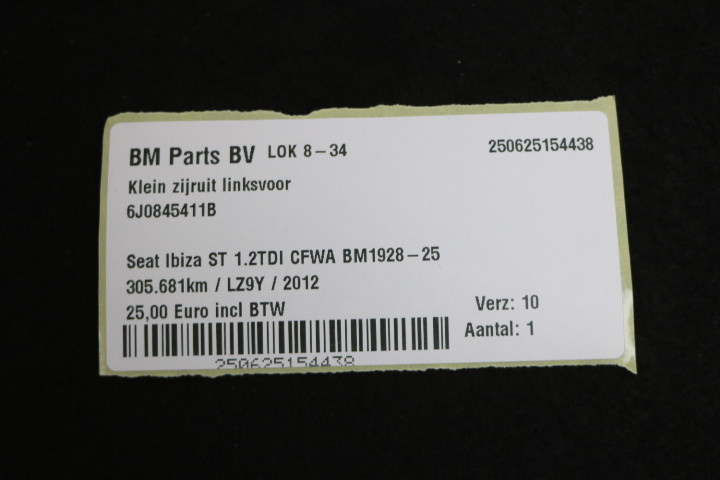 BM Parts BV LOK 8-34 250625154438
Klein zijruit linksvoor
6J0845411B
Seat Ibiza ST 1.2TDI CFWA BM1928-25
305.681km / LZ9Y / 2012
25,00 Euro incl BTW
Verz: 10
Aantal: 1
250625154438